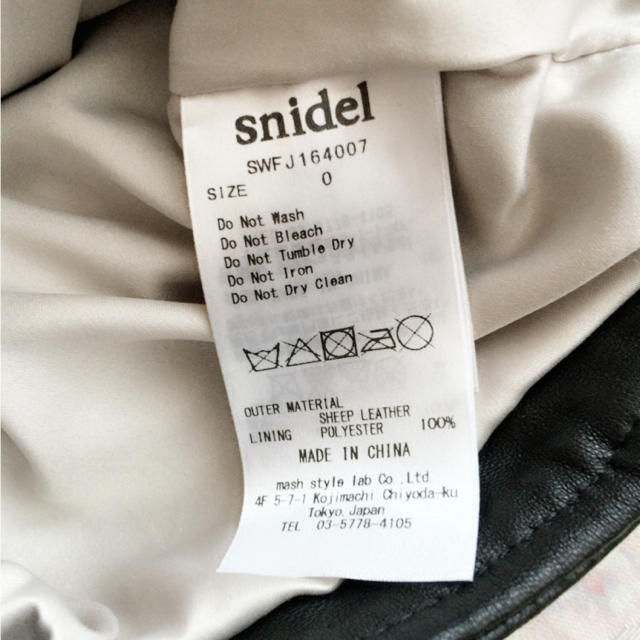 snidel
SWFJ164007
SIZE 0
Do Not Wash
Do Not Bleach
Do Not Tumble Dry
Do Not Iron
Do Not Dry Clean
OUTER MATERIAL
SHEEP LEATHER
LINING POLYESTER 100%
MADE IN CHINA
mash style lab Co.,Ltd.
4F 5-7-1 Kojimachi Chiyoda-ku
Tokyo, Japan
TEL 03-5778-4105